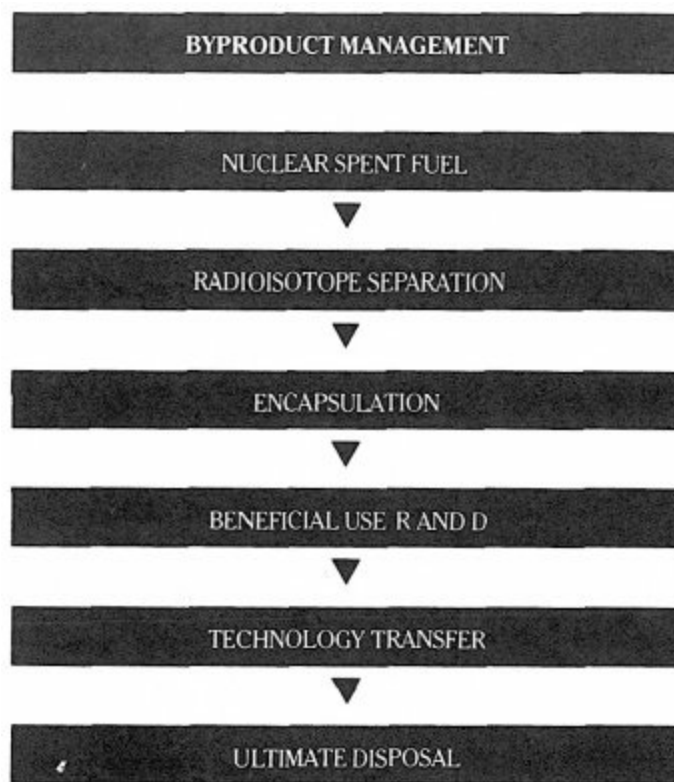 BYPRODUCT MANAGEMENT
NUCLEAR SPENT FUEL
RADIOISOTOPE SEPARATION
ENCAPSULATION
BENEFICIAL USE R AND D
TECHNOLOGY TRANSFER
ULTIMATE DISPOSAL